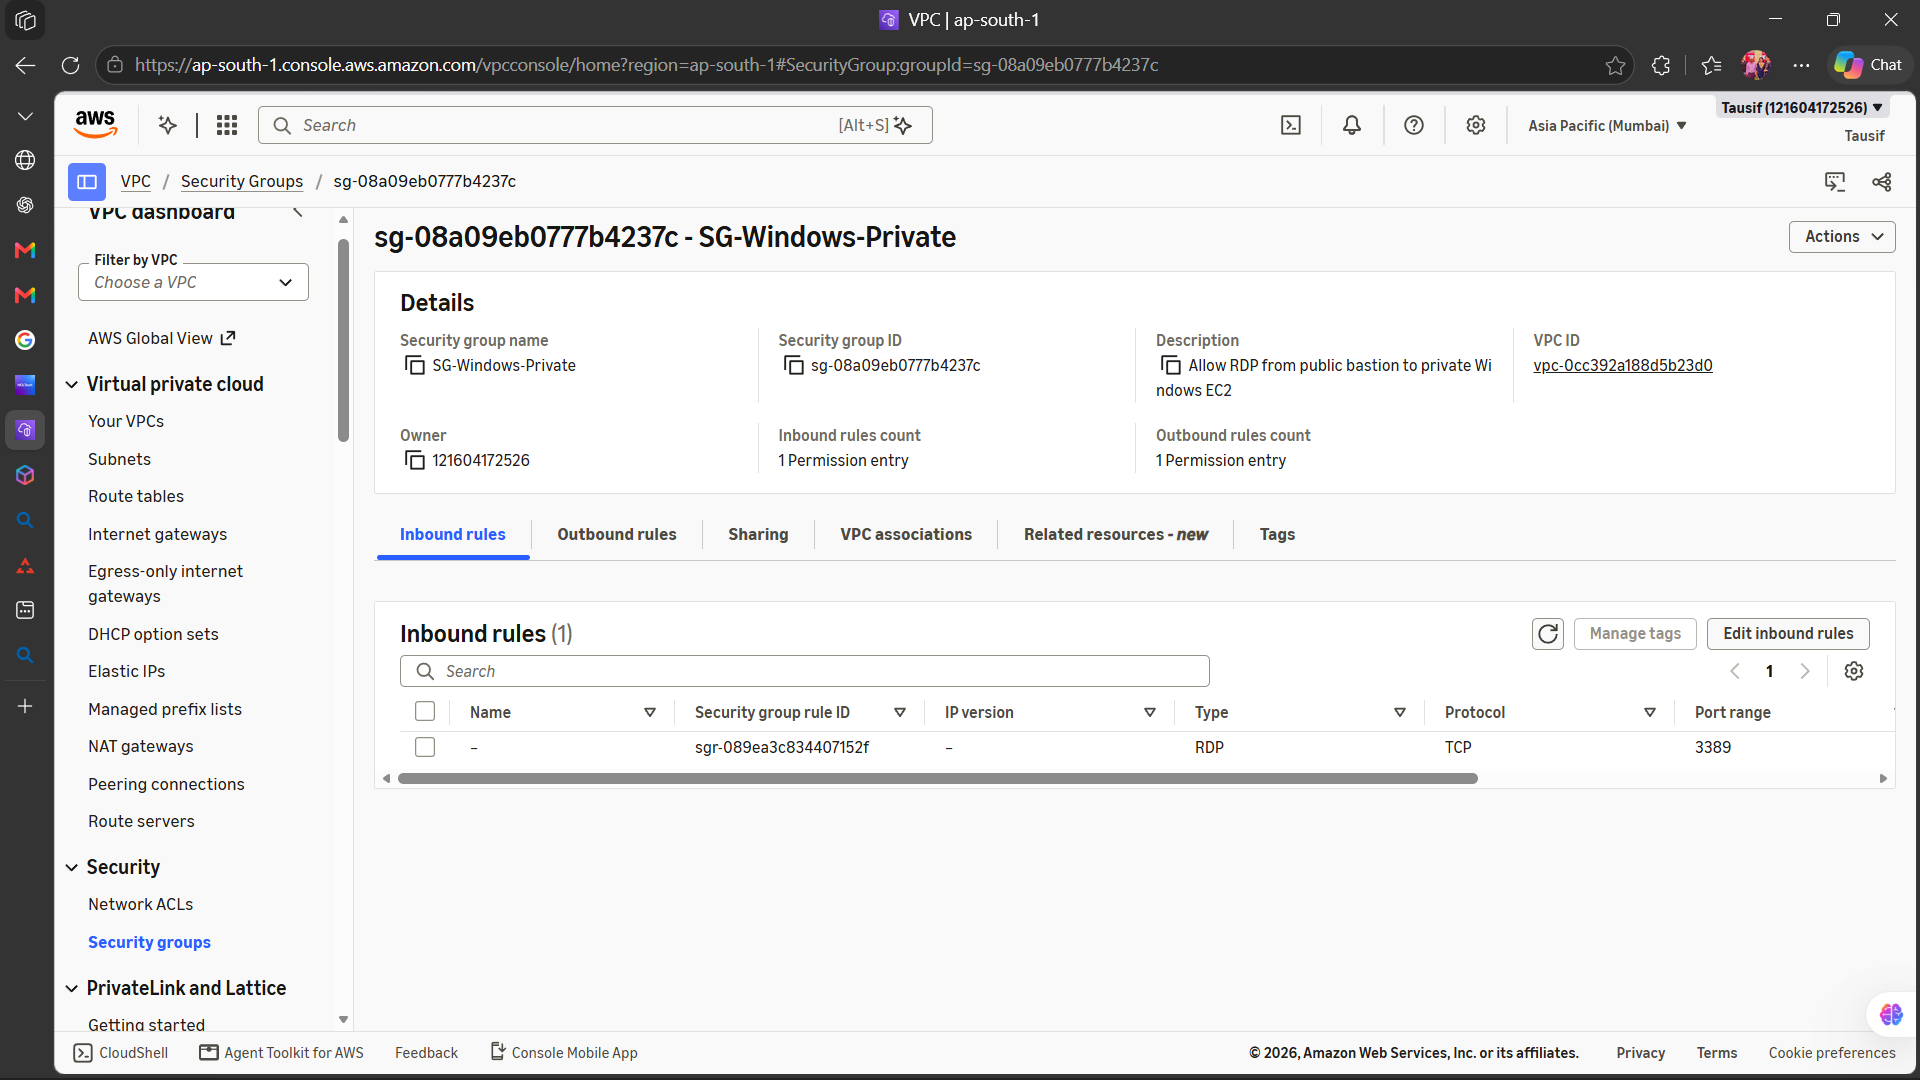 VPC | ap-south-1
https://ap-south-1.console.aws.amazon.com/vpcconsole/home?region=ap-south-1#SecurityGroup:groupId=sg-08a09eb0777b4237c
Chat
aws
Search
[Alt+S]
Asia Pacific (Mumbai)
Tausif (121604172526)
Tausif
VPC / Security Groups / sg-08a09eb0777b4237c
VPC dashboard
Filter by VPC
Choose a VPC
AWS Global View
Virtual private cloud
Your VPCs
Subnets
Route tables
Internet gateways
Egress-only internet
gateways
DHCP option sets
Elastic IPs
Managed prefix lists
NAT gateways
Peering connections
Route servers
Security
Network ACLs
Security groups
PrivateLink and Lattice
Getting started
sg-08a09eb0777b4237c - SG-Windows-Private
Actions
Details
Security group name
SG-Windows-Private
Security group ID
sg-08a09eb0777b4237c
Description
Allow RDP from public bastion to private Wi
ndows EC2
VPC ID
vpc-0cc392a188d5b23d0
Owner
121604172526
Inbound rules count
1 Permission entry
Outbound rules count
1 Permission entry
Inbound rules
Outbound rules
Sharing
VPC associations
Related resources - new
Tags
Inbound rules (1)
Manage tags
Edit inbound rules
Search
1
Name
Security group rule ID
IP version
Type
Protocol
Port range
–
sgr-089ea3c834407152f
–
RDP
TCP
3389
CloudShell
Agent Toolkit for AWS
Feedback
Console Mobile App
© 2026, Amazon Web Services, Inc. or its affiliates.
Privacy
Terms
Cookie preferences